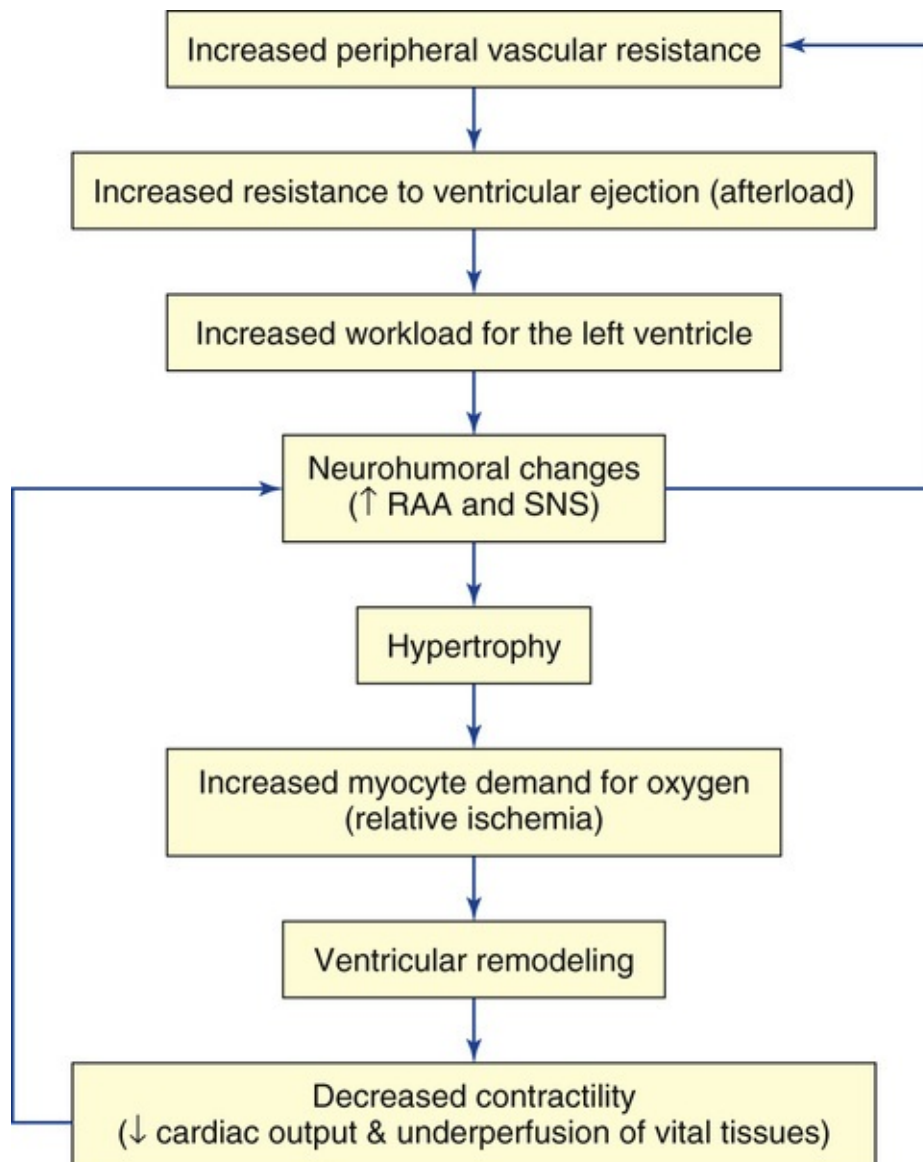 Increased peripheral vascular resistance
Increased resistance to ventricular ejection (afterload)
Increased workload for the left ventricle
Neurohumoral changes
(↑ RAA and SNS)
Hypertrophy
Increased myocyte demand for oxygen
(relative ischemia)
Ventricular remodeling
Decreased contractility
(↓ cardiac output & underperfusion of vital tissues)